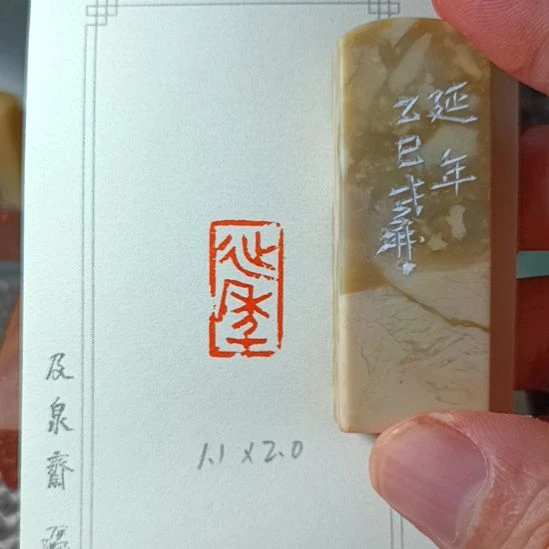 延年
乙巳
延年
1.1 x 2.0
及泉齋